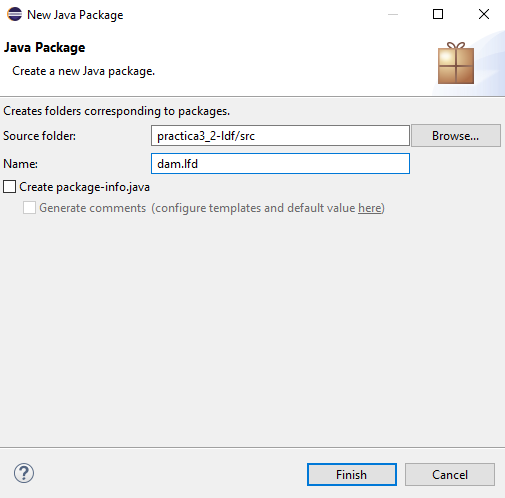 New Java Package
Java Package
Create a new Java package.
Creates folders corresponding to packages.
Source folder: practica3_2-ldf/src Browse...
Name: dam.lfd
Create package-info.java
Generate comments (configure templates and default value here)
? Finish Cancel